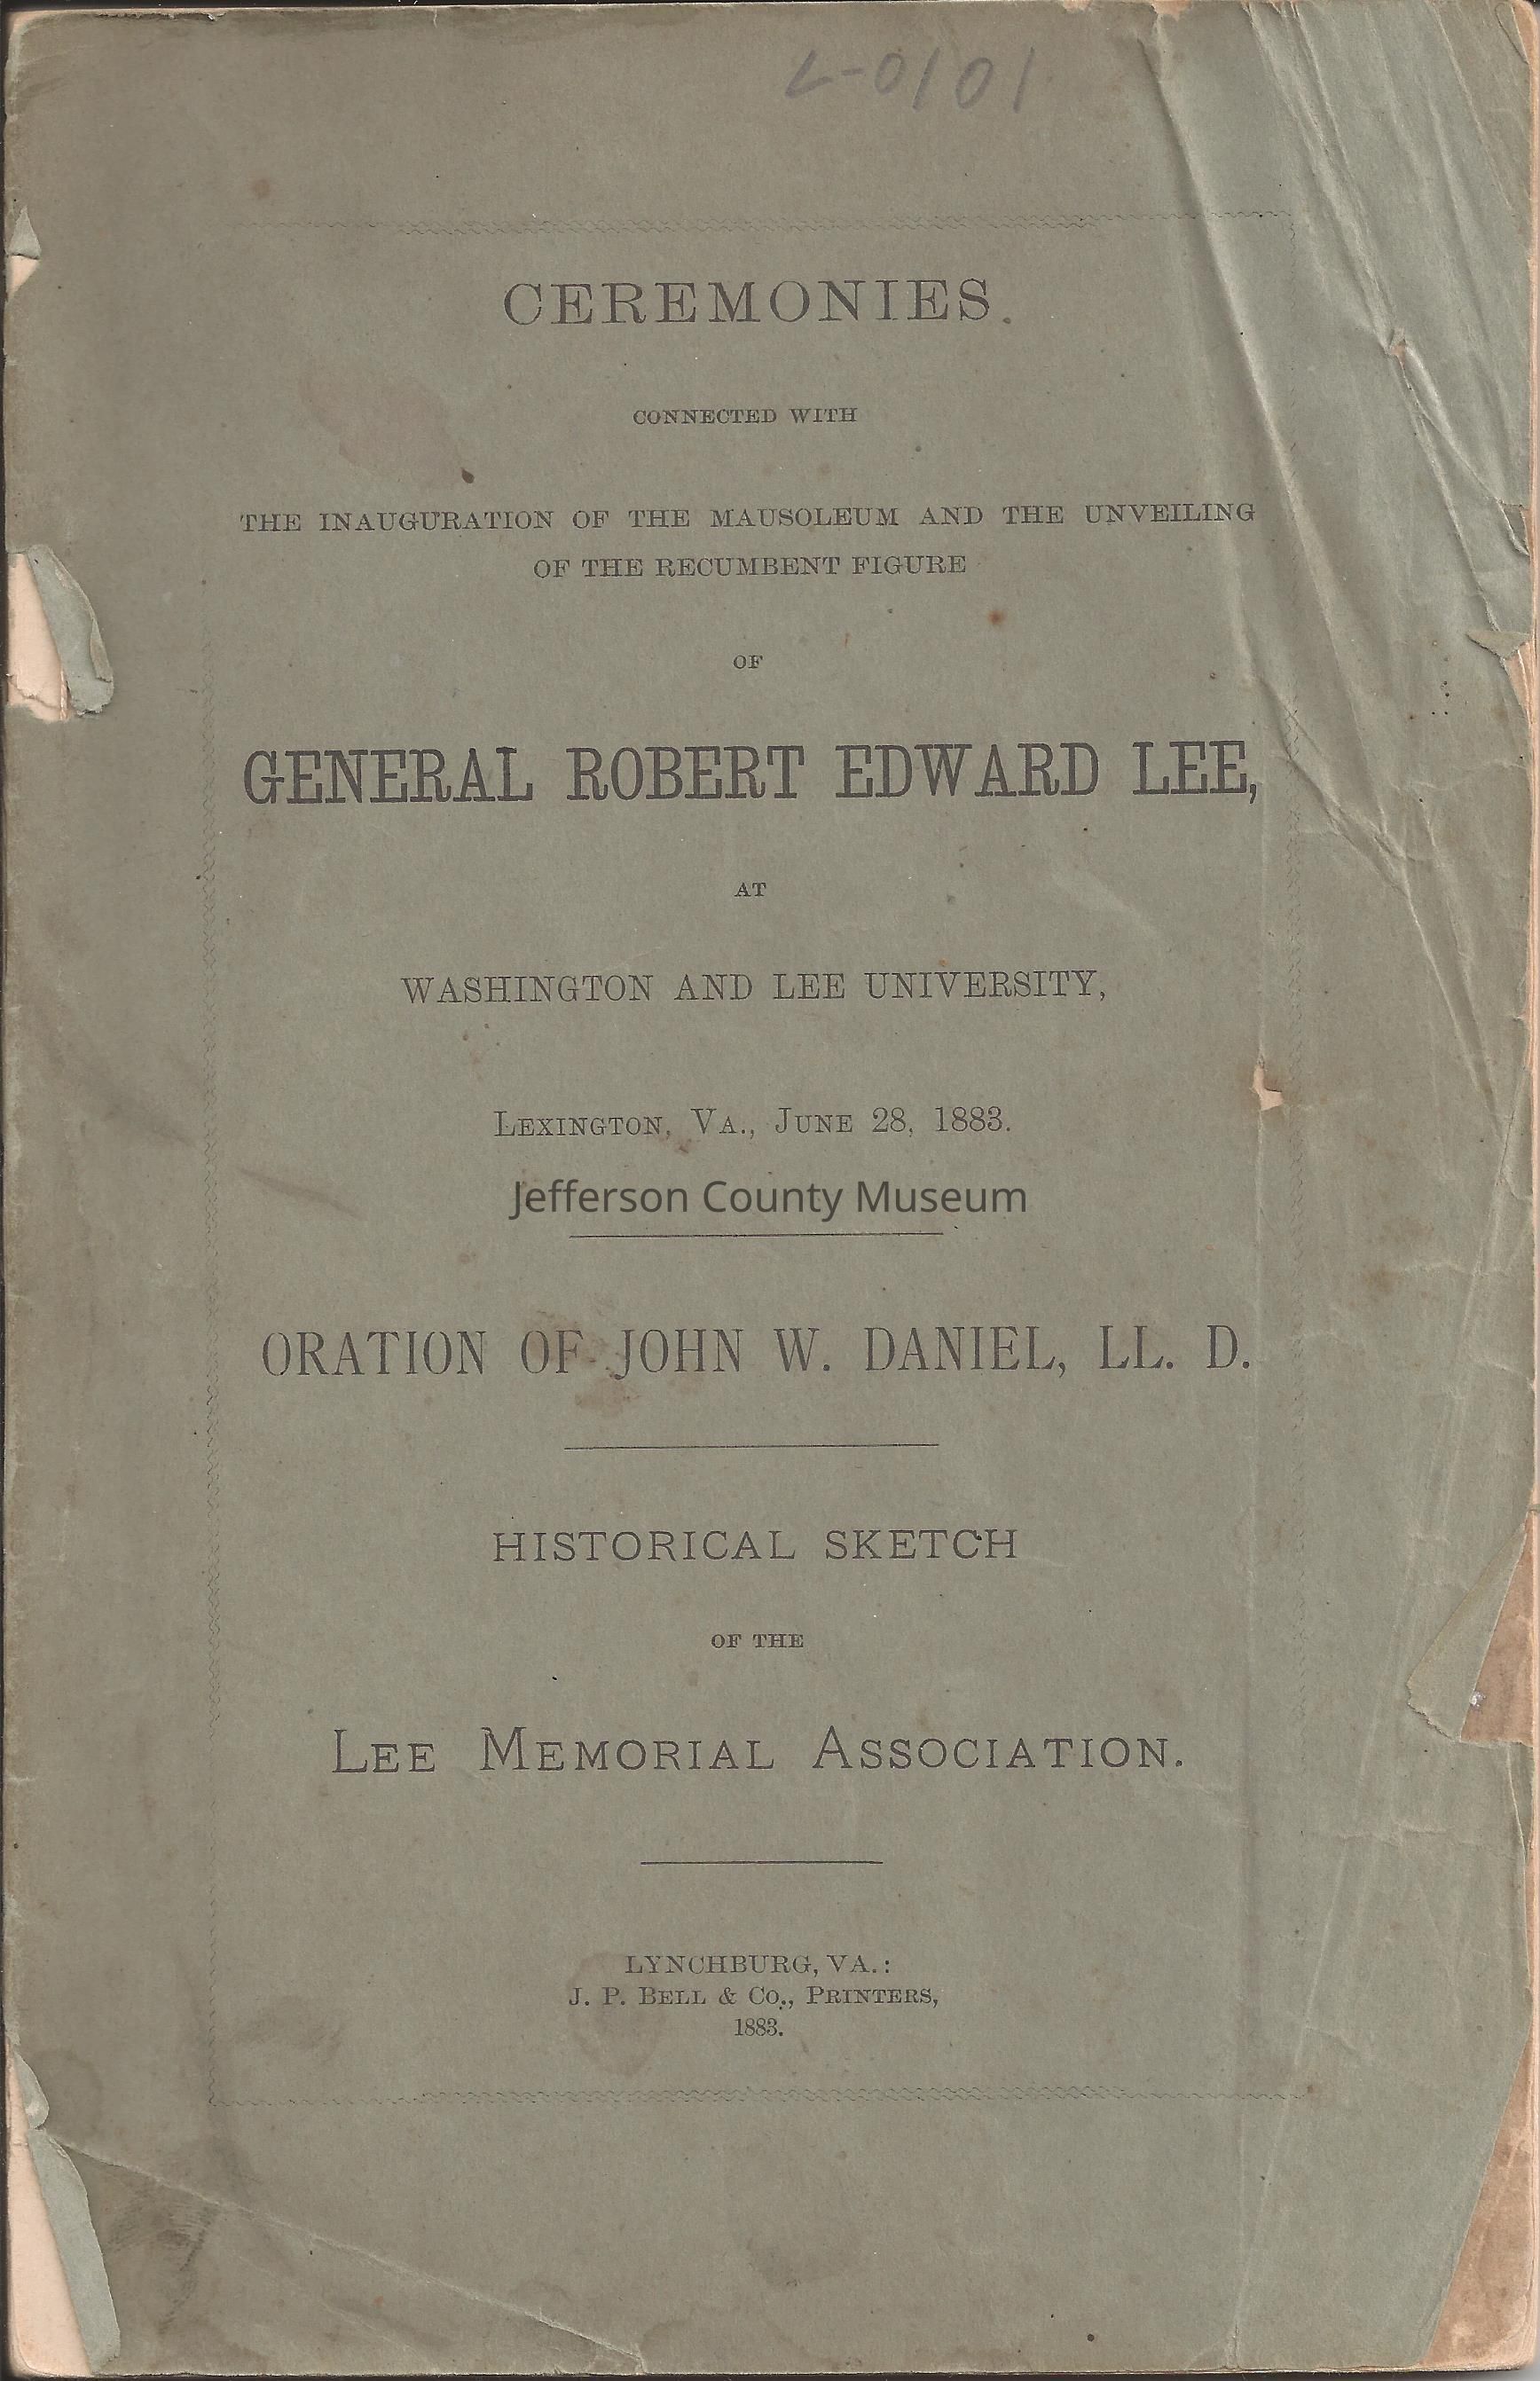 L-0101
CEREMONIES.
CONNECTED WITH
THE INAUGURATION OF THE MAUSOLEUM AND THE UNVEILING
OF THE RECUMBENT FIGURE
OF
GENERAL ROBERT EDWARD LEE,
AT
WASHINGTON AND LEE UNIVERSITY,
LEXINGTON, VA., JUNE 28, 1883.
Jefferson County Museum
ORATION OF JOHN W. DANIEL, LL. D.
HISTORICAL SKETCH
OF THE
LEE MEMORIAL ASSOCIATION.
LYNCHBURG, VA.:
J. P. BELL & CO., PRINTERS,
1883.